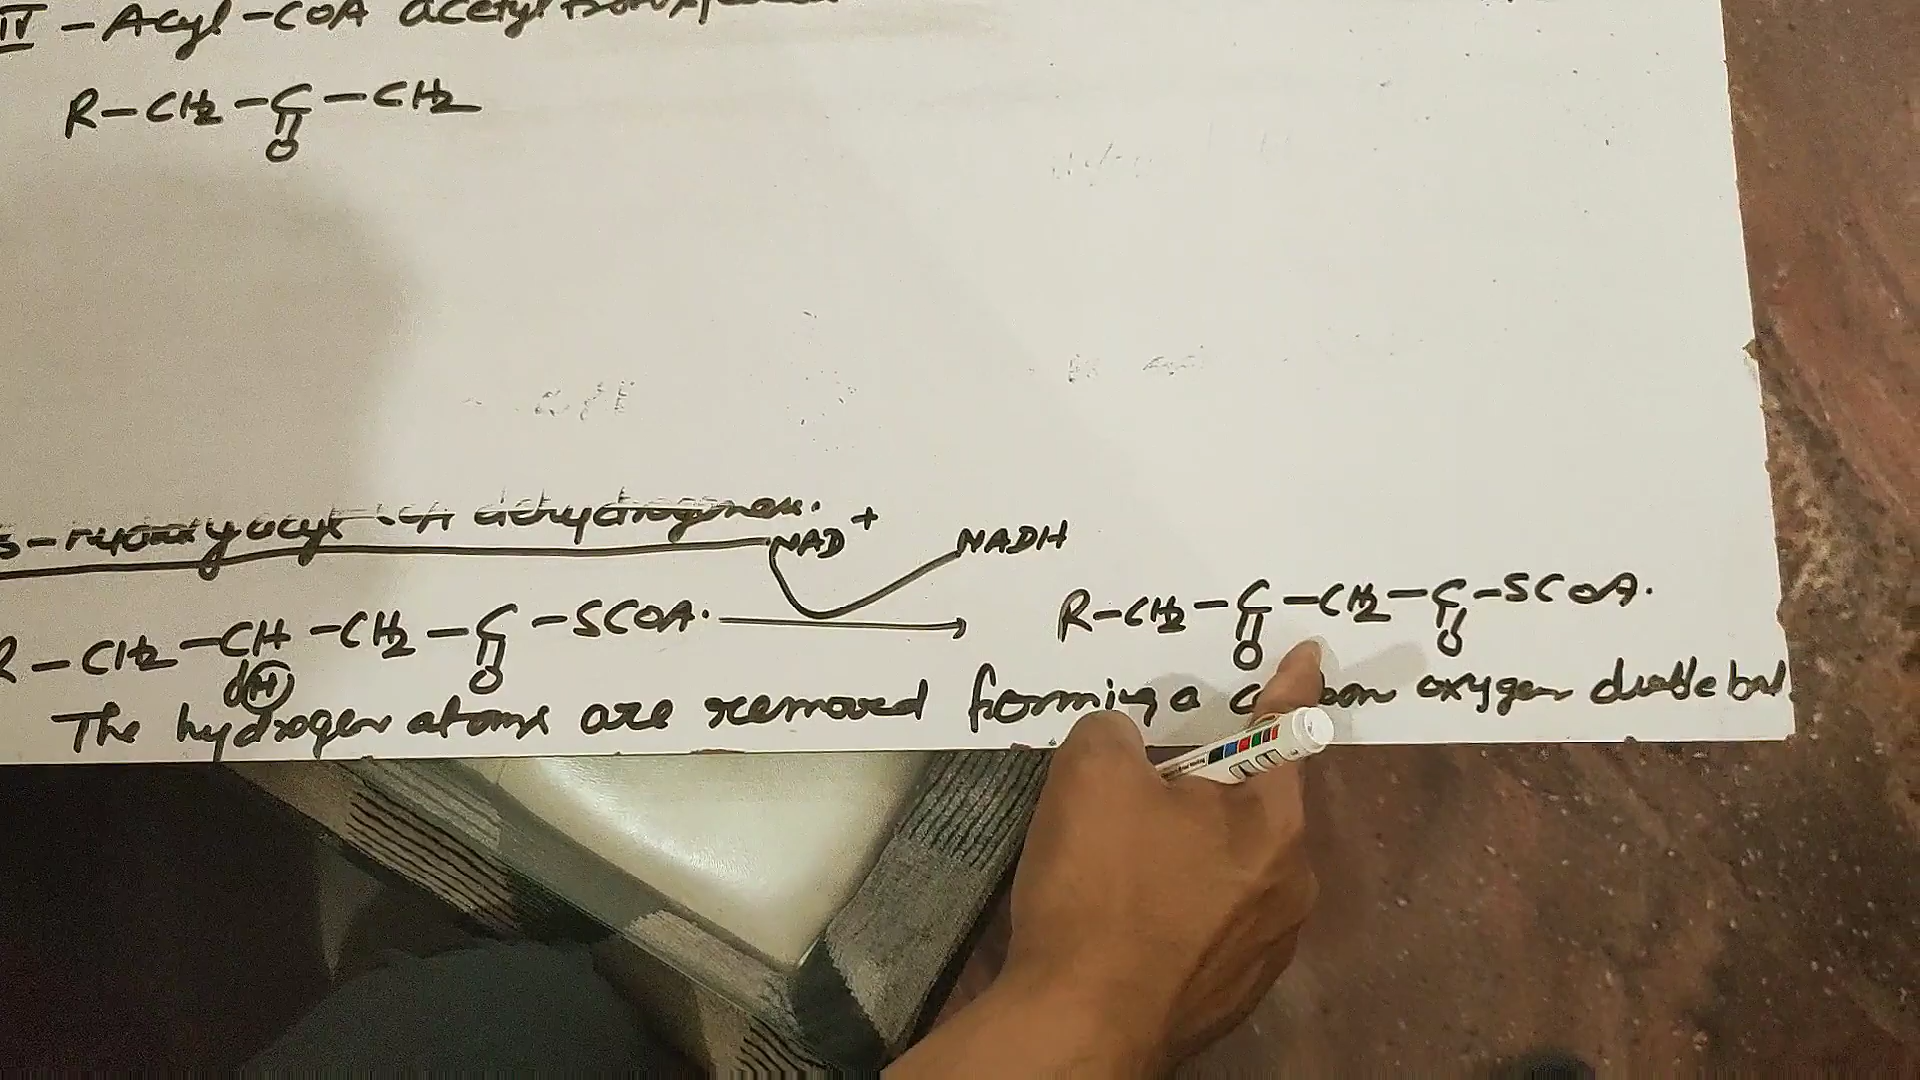 II - Acyl - COA
R - CH2 - C - CH2
O
NAD+ NADH
R - CH2 - CH - CH2 - C - SCOA. → R - CH2 - C - CH2 - C - SCOA.
OH O O O
The hydrogen atoms are removed forming a oxygen double